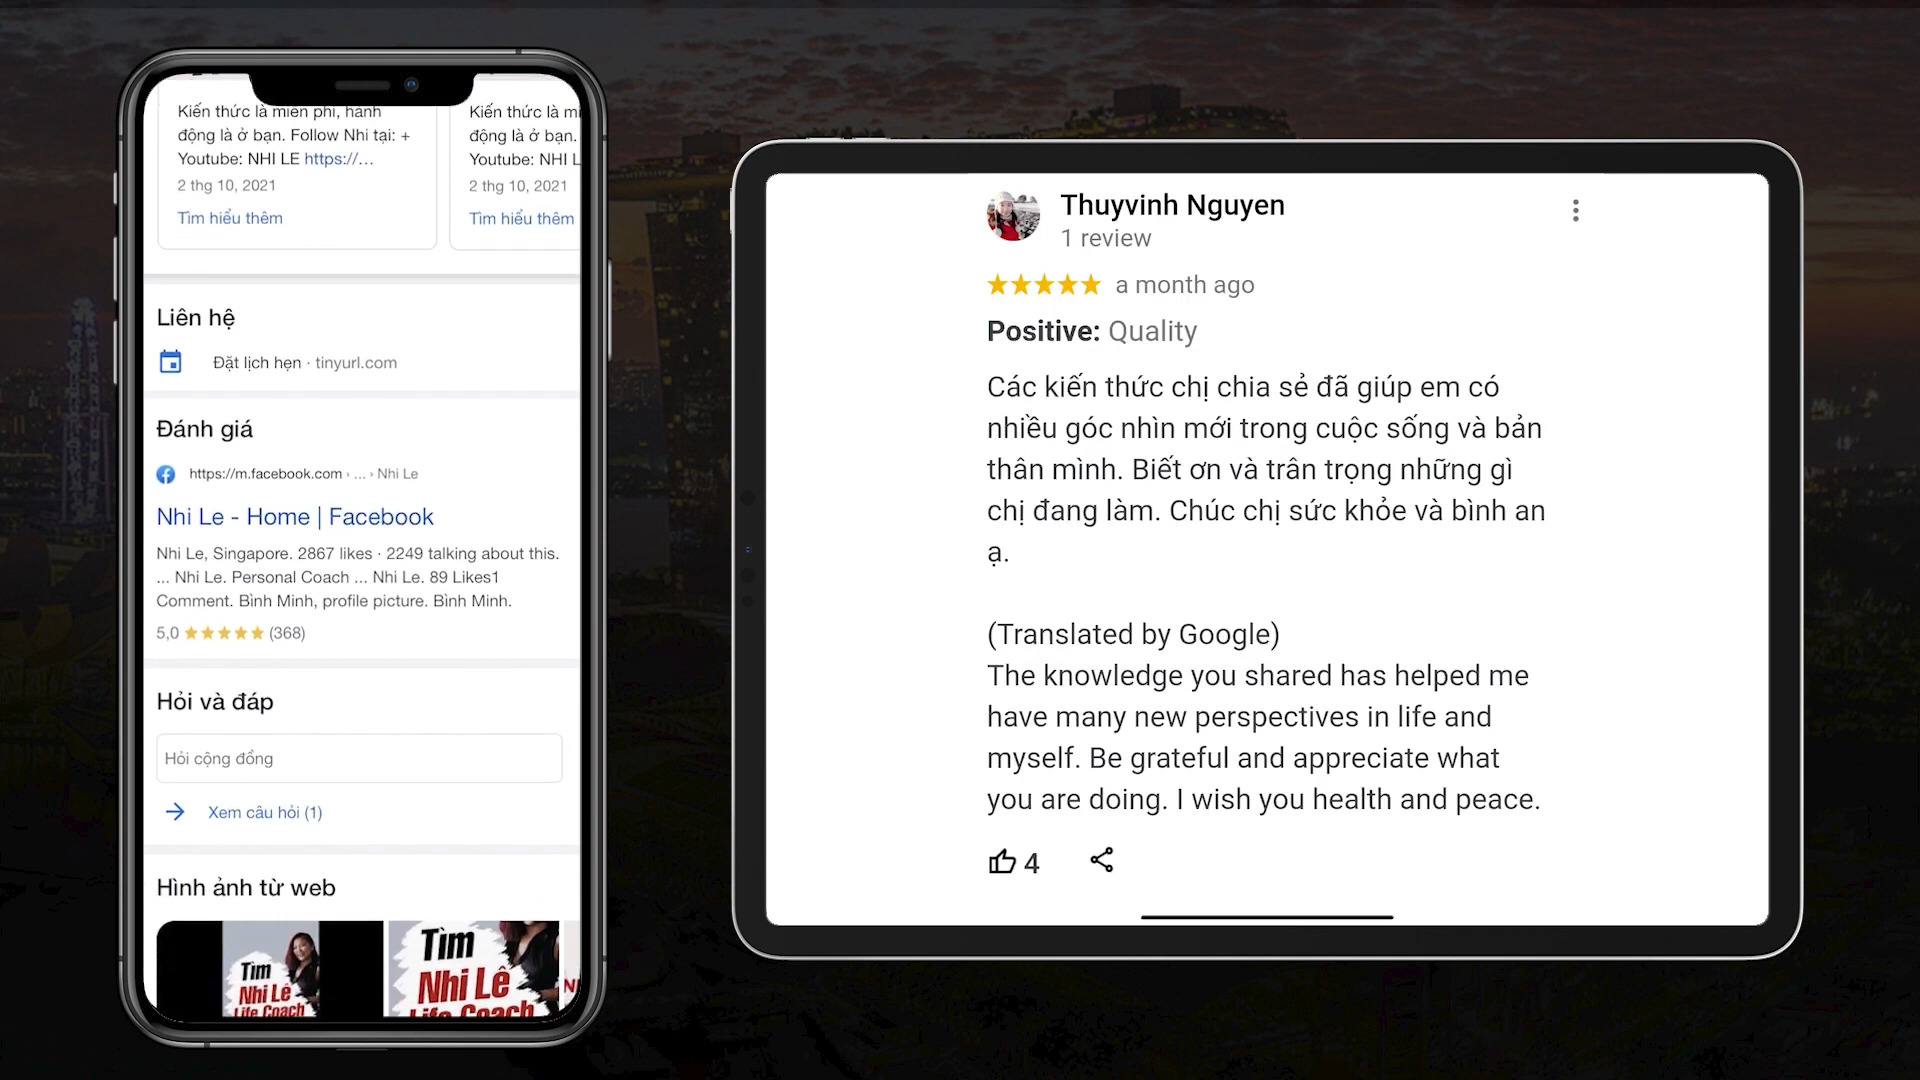 Kiến thức là miễn phí, hành
động là ở bạn. Follow Nhi tại: +
Youtube: NHI LE https://...
2 thg 10, 2021
Tìm hiểu thêm
Kiến thức là mi
động là ở bạn.
Youtube: NHI L
2 thg 10, 2021
Tìm hiểu thêm
Liên hệ
Đặt lịch hẹn · tinyurl.com
Đánh giá
https://m.facebook.com › ... › Nhi Le
Nhi Le - Home | Facebook
Nhi Le, Singapore. 2867 likes · 2249 talking about this.
... Nhi Le. Personal Coach ... Nhi Le. 89 Likes1
Comment. Bình Minh, profile picture. Bình Minh.
5,0 ★★★★★ (368)
Hỏi và đáp
Hỏi cộng đồng
Xem câu hỏi (1)
Hình ảnh từ web
Tìm
Nhi Lê
Life Coach
Tìm
Nhi Lê
Life Coach
Thuyvinh Nguyen
1 review
★★★★★ a month ago
Positive: Quality
Các kiến thức chị chia sẻ đã giúp em có
nhiều góc nhìn mới trong cuộc sống và bản
thân mình. Biết ơn và trân trọng những gì
chị đang làm. Chúc chị sức khỏe và bình an
ạ.
(Translated by Google)
The knowledge you shared has helped me
have many new perspectives in life and
myself. Be grateful and appreciate what
you are doing. I wish you health and peace.
4